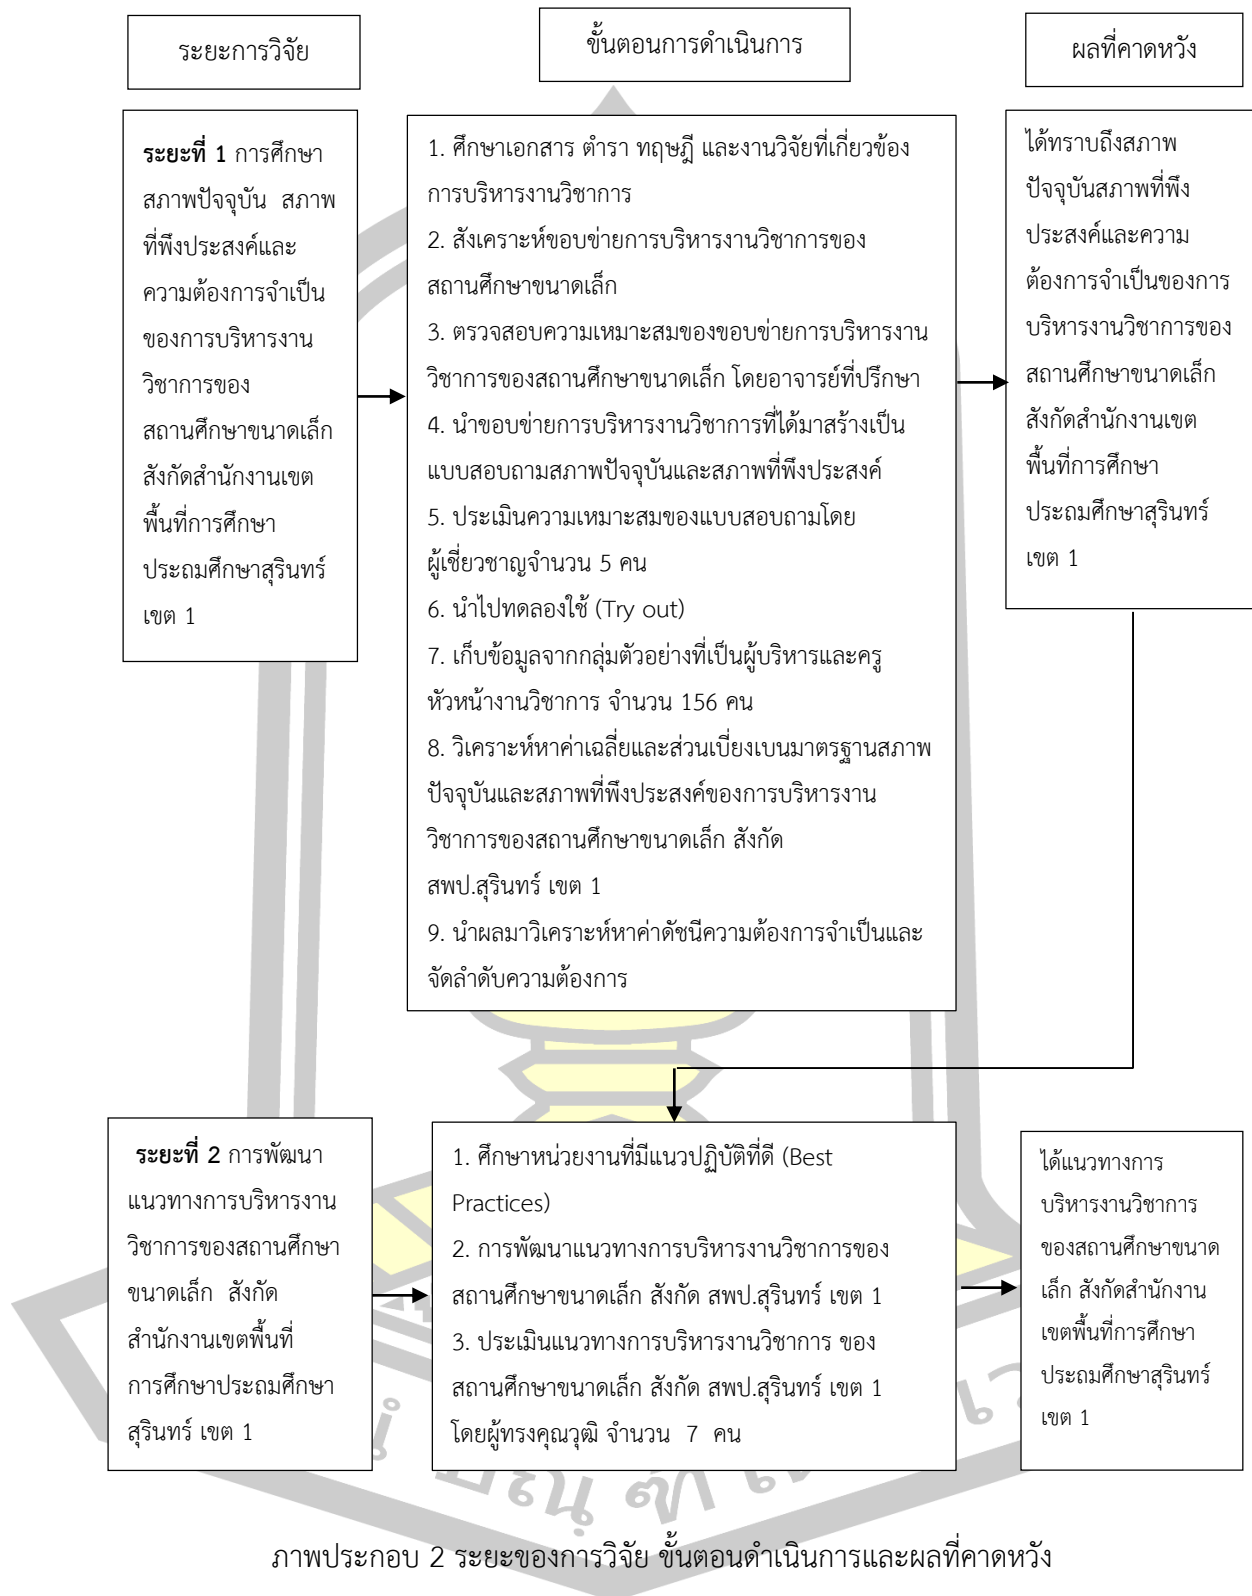 ระยะการวิจัย
ขั้นตอนการดำเนินการ
ผลที่คาดหวัง
ระยะที่ 1 การศึกษา
สภาพปัจจุบัน สภาพ
ที่พึงประสงค์และ
ความต้องการจำเป็น
ของการบริหารงาน
วิชาการของ
สถานศึกษาขนาดเล็ก
สังกัดสำนักงานเขต
พื้นที่การศึกษา
ประถมศึกษาสุรินทร์
เขต 1
1. ศึกษาเอกสาร ตำรา ทฤษฎี และงานวิจัยที่เกี่ยวข้อง
การบริหารงานวิชาการ
2. สังเคราะห์ขอบข่ายการบริหารงานวิชาการของ
สถานศึกษาขนาดเล็ก
3. ตรวจสอบความเหมาะสมของขอบข่ายการบริหารงาน
วิชาการของสถานศึกษาขนาดเล็ก โดยอาจารย์ที่ปรึกษา
4. นำขอบข่ายการบริหารงานวิชาการที่ได้มาสร้างเป็น
แบบสอบถามสภาพปัจจุบันและสภาพที่พึงประสงค์
5. ประเมินความเหมาะสมของแบบสอบถามโดย
ผู้เชี่ยวชาญจำนวน 5 คน
6. นำไปทดลองใช้ (Try out)
7. เก็บข้อมูลจากกลุ่มตัวอย่างที่เป็นผู้บริหารและครู
หัวหน้างานวิชาการ จำนวน 156 คน
8. วิเคราะห์หาค่าเฉลี่ยและส่วนเบี่ยงเบนมาตรฐานสภาพ
ปัจจุบันและสภาพที่พึงประสงค์ของการบริหารงาน
วิชาการของสถานศึกษาขนาดเล็ก สังกัด
สพป.สุรินทร์ เขต 1
9. นำผลมาวิเคราะห์หาค่าดัชนีความต้องการจำเป็นและ
จัดลำดับความต้องการ
ได้ทราบถึงสภาพ
ปัจจุบันสภาพที่พึง
ประสงค์และความ
ต้องการจำเป็นของการ
บริหารงานวิชาการของ
สถานศึกษาขนาดเล็ก
สังกัดสำนักงานเขต
พื้นที่การศึกษา
ประถมศึกษาสุรินทร์
เขต 1
ระยะที่ 2 การพัฒนา
แนวทางการบริหารงาน
วิชาการของสถานศึกษา
ขนาดเล็ก สังกัด
สำนักงานเขตพื้นที่
การศึกษาประถมศึกษา
สุรินทร์ เขต 1
1. ศึกษาหน่วยงานที่มีแนวปฏิบัติที่ดี (Best
Practices)
2. การพัฒนาแนวทางการบริหารงานวิชาการของ
สถานศึกษาขนาดเล็ก สังกัด สพป.สุรินทร์ เขต 1
3. ประเมินแนวทางการบริหารงานวิชาการ ของ
สถานศึกษาขนาดเล็ก สังกัด สพป.สุรินทร์ เขต 1
โดยผู้ทรงคุณวุฒิ จำนวน 7 คน
ได้แนวทางการ
บริหารงานวิชาการ
ของสถานศึกษาขนาด
เล็ก สังกัดสำนักงาน
เขตพื้นที่การศึกษา
ประถมศึกษาสุรินทร์
เขต 1
ภาพประกอบ 2 ระยะของการวิจัย ขั้นตอนดำเนินการและผลที่คาดหวัง